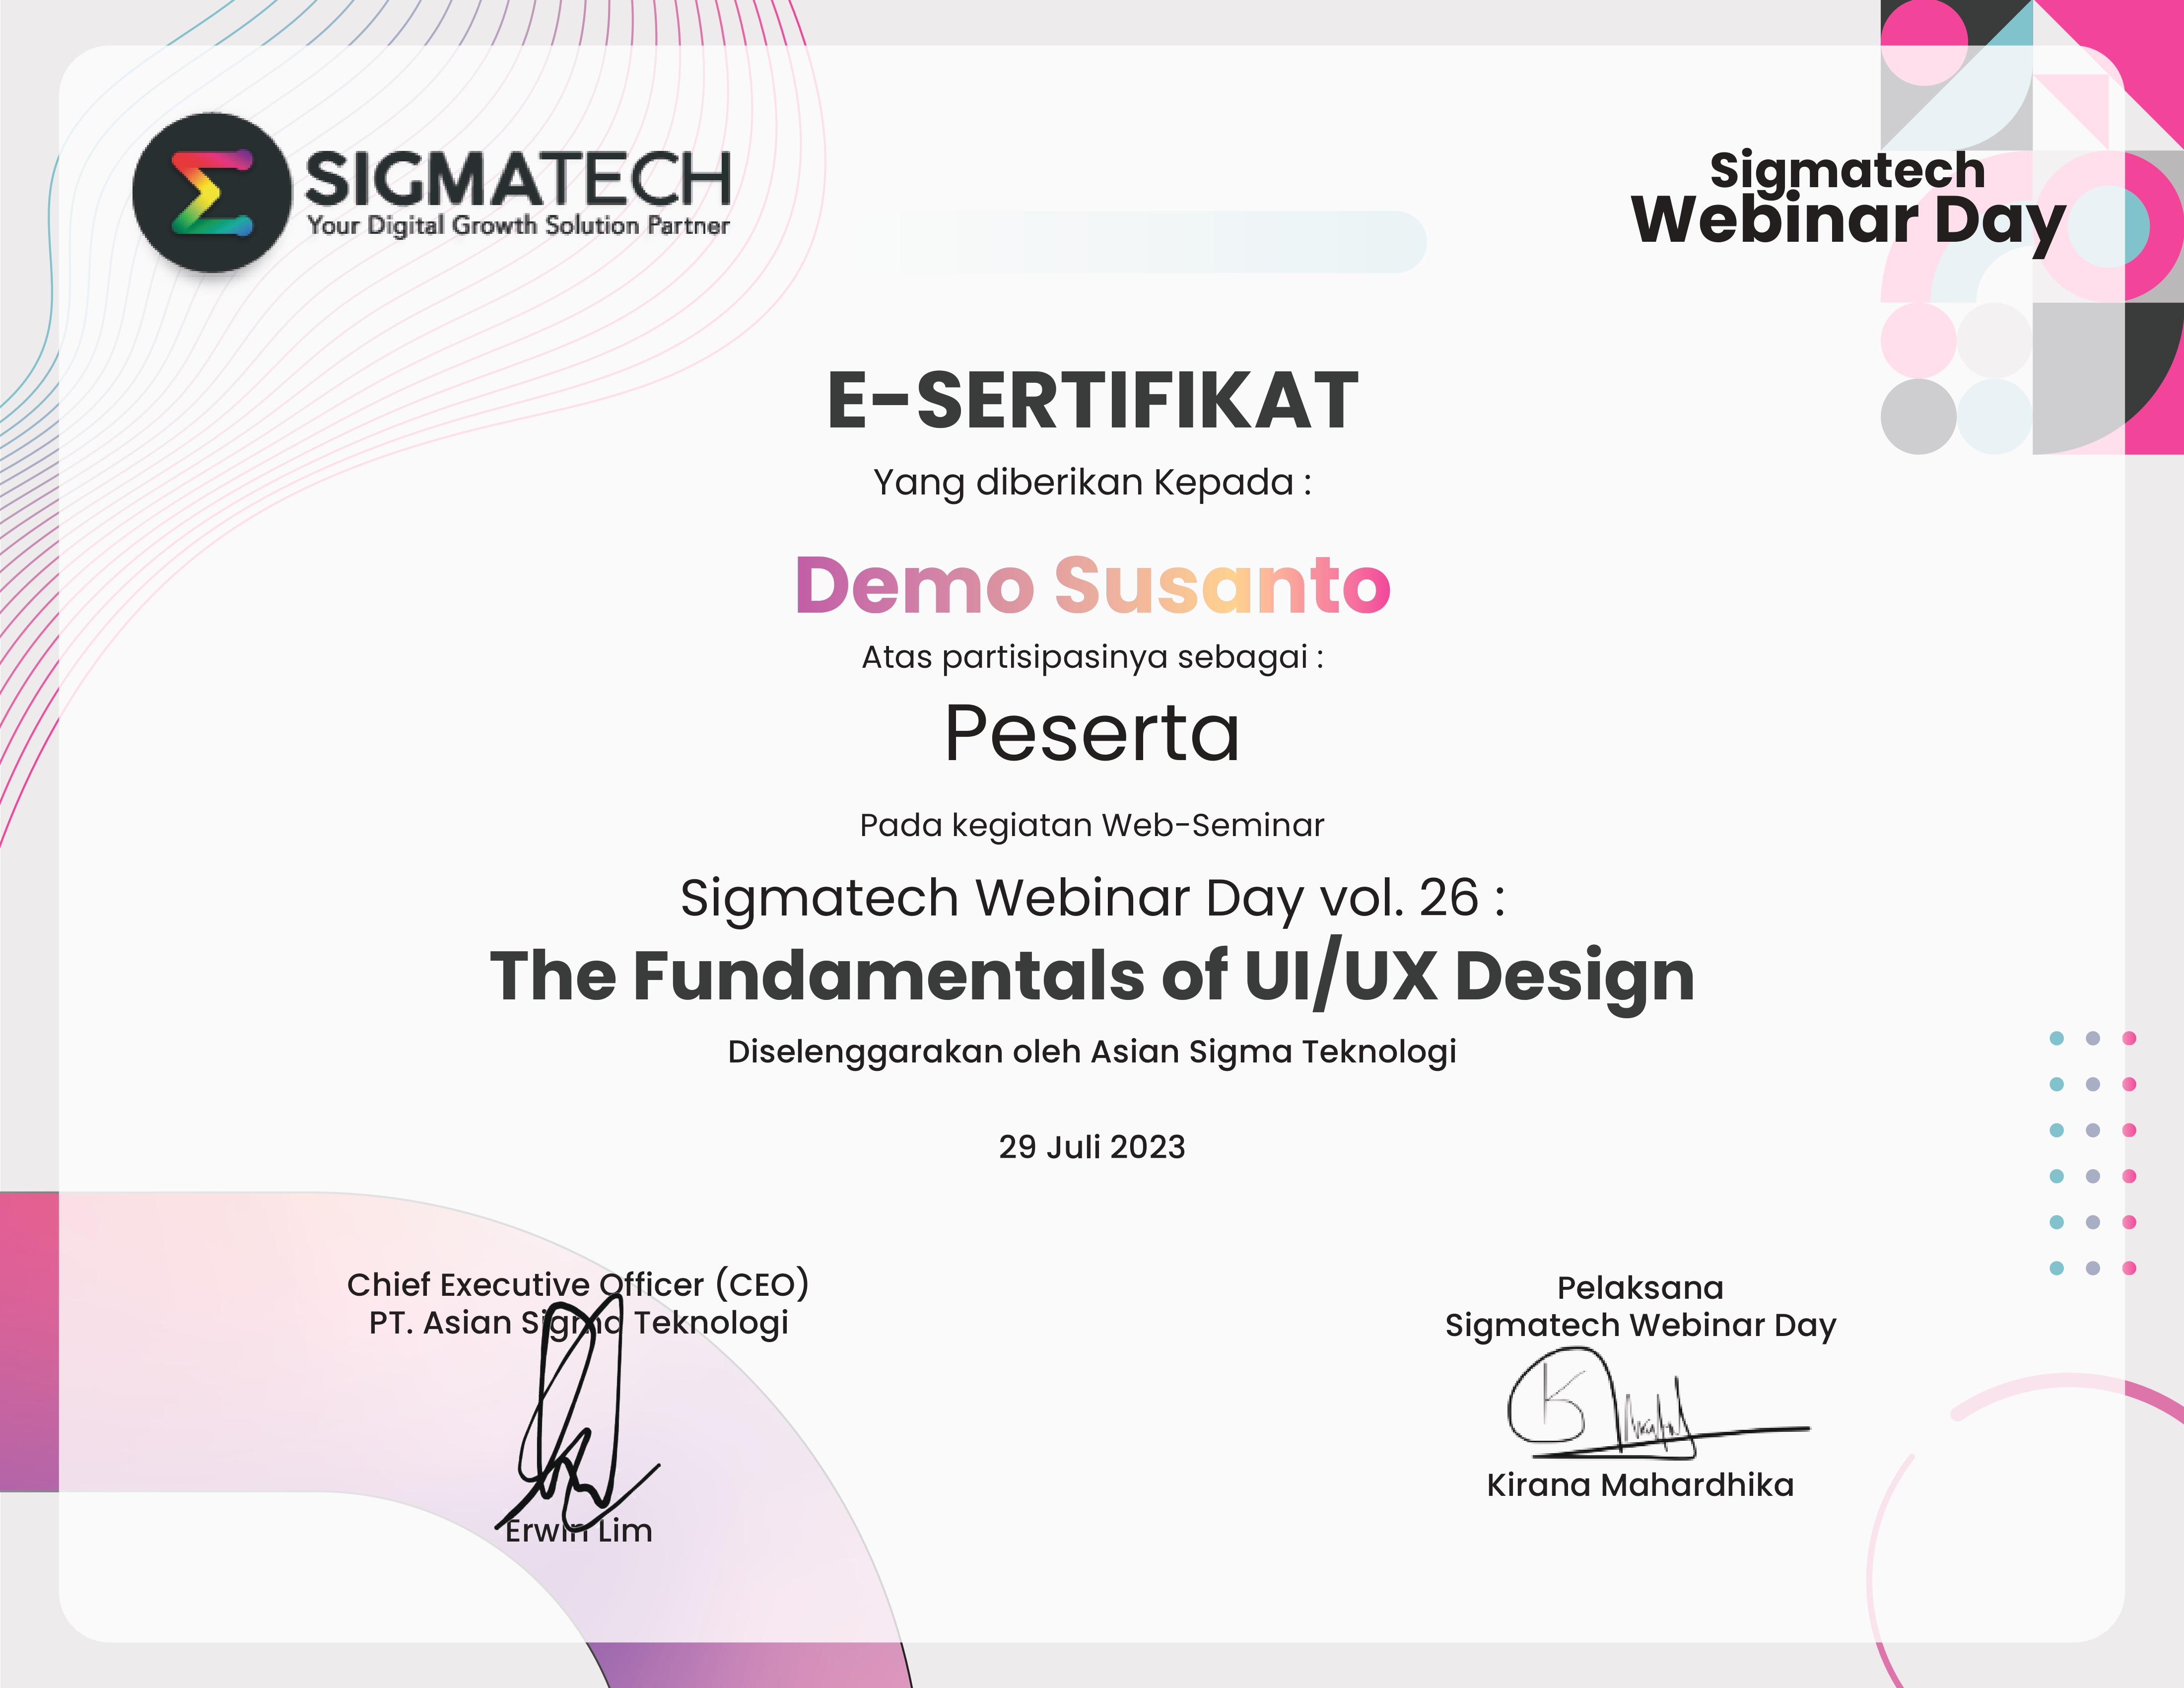 SIGMATECH
Your Digital Growth Solution Partner
Sigmatech
Webinar Day
E-SERTIFIKAT
Yang diberikan Kepada :
Demo Susanto
Atas partisipasinya sebagai :
Peserta
Pada kegiatan Web-Seminar
Sigmatech Webinar Day vol. 26 :
The Fundamentals of UI/UX Design
Diselenggarakan oleh Asian Sigma Teknologi
29 Juli 2023
Chief Executive Officer (CEO)
PT. Asian Sigma Teknologi
Erwin Lim
Pelaksana
Sigmatech Webinar Day
Kirana Mahardhika